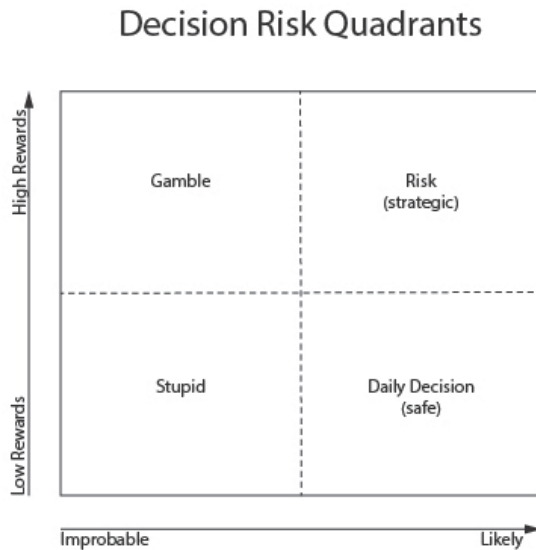 Decision Risk Quadrants
High Rewards
Low Rewards
Gamble
Risk
(strategic)
Stupid
Daily Decision
(safe)
Improbable
Likely